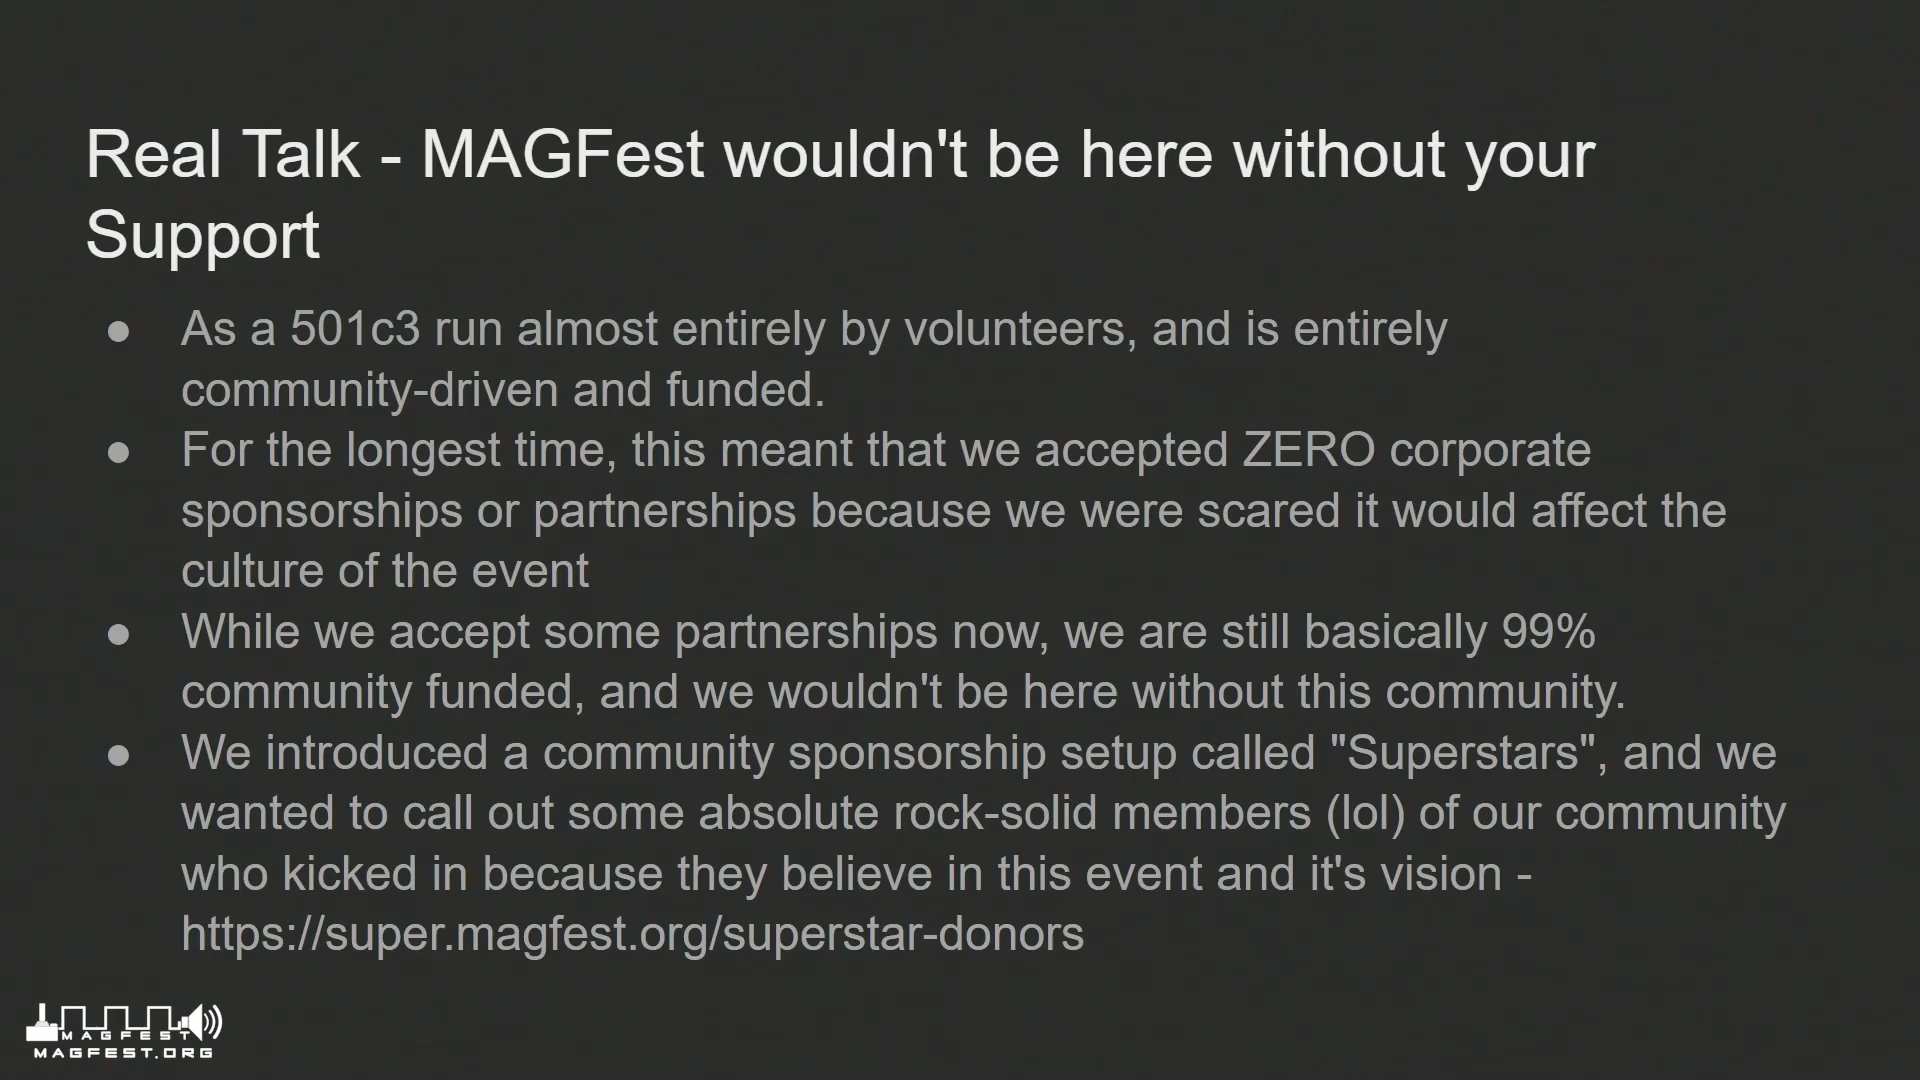 Real Talk - MAGFest wouldn't be here without your
Support
● As a 501c3 run almost entirely by volunteers, and is entirely
community-driven and funded.
● For the longest time, this meant that we accepted ZERO corporate
sponsorships or partnerships because we were scared it would affect the
culture of the event
● While we accept some partnerships now, we are still basically 99%
community funded, and we wouldn't be here without this community.
● We introduced a community sponsorship setup called "Superstars", and we
wanted to call out some absolute rock-solid members (lol) of our community
who kicked in because they believe in this event and it's vision -
https://super.magfest.org/superstar-donors
MAGFEST
MAGFEST.ORG